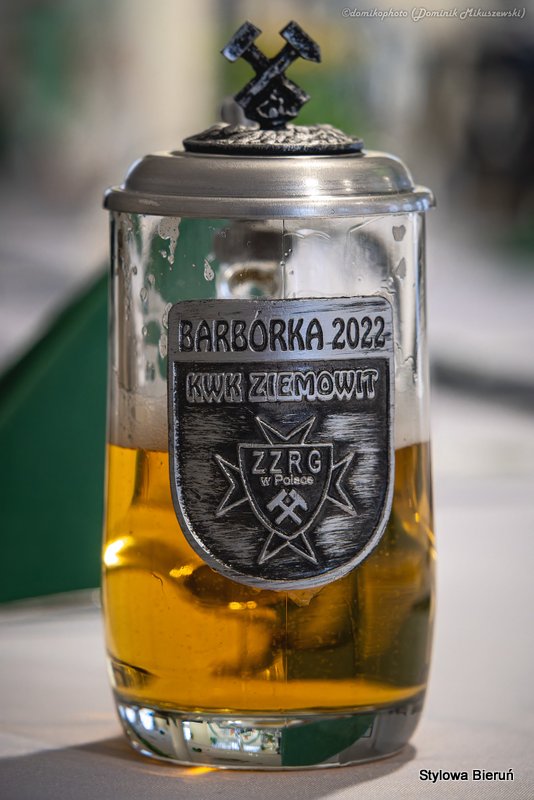 ©domikophoto (Dominik Mikuszewski)
BARBÓRKA 2022
KWK ZIEMOWIT
ZZRG
w Polsce
Stylowa Bieruń